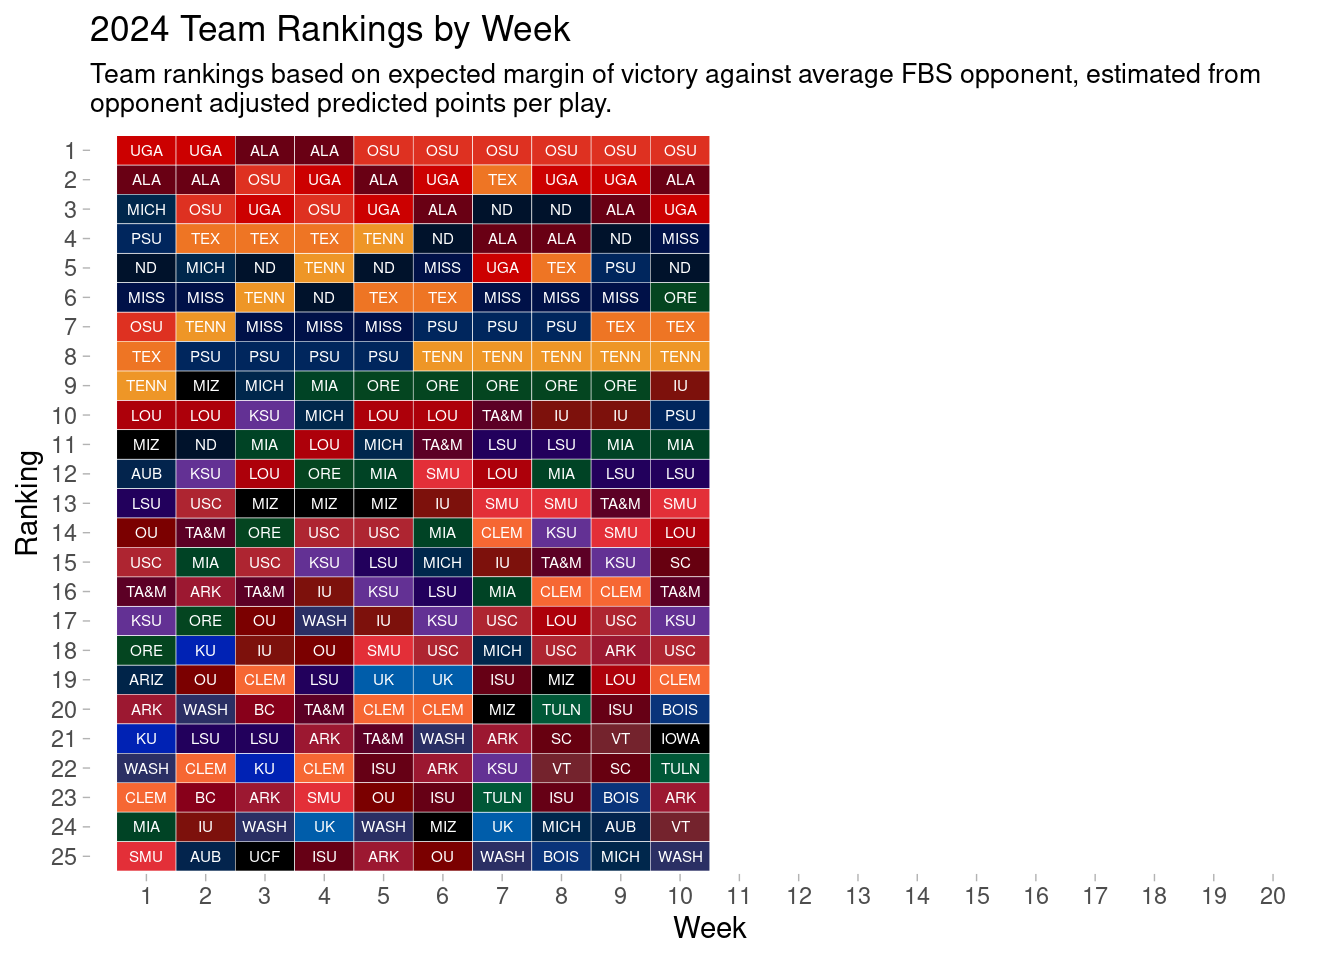 2024 Team Rankings by Week
Team rankings based on expected margin of victory against average FBS opponent, estimated from
opponent adjusted predicted points per play.
Ranking
1 UGA UGA ALA ALA OSU OSU OSU OSU OSU OSU
2 ALA ALA OSU UGA ALA UGA TEX UGA UGA ALA
3 MICH OSU UGA OSU UGA ALA ND ND ALA UGA
4 PSU TEX TEX TEX TENN ND ALA ALA ND MISS
5 ND MICH ND TENN ND MISS UGA TEX PSU ND
6 MISS MISS TENN ND TEX TEX MISS MISS MISS ORE
7 OSU TENN MISS MISS MISS PSU PSU PSU TEX TEX
8 TEX PSU PSU PSU PSU TENN TENN TENN TENN TENN
9 TENN MIZ MICH MIA ORE ORE ORE ORE ORE IU
10 LOU LOU KSU MICH LOU LOU TA&M IU IU PSU
11 MIZ ND MIA LOU MICH TA&M LSU LSU MIA MIA
12 AUB KSU LOU ORE MIA SMU LOU MIA LSU LSU
13 LSU USC MIZ MIZ MIZ IU SMU SMU TA&M SMU
14 OU TA&M ORE USC USC MIA CLEM KSU SMU LOU
15 USC MIA USC KSU LSU MICH IU TA&M KSU SC
16 TA&M ARK TA&M IU KSU LSU MIA CLEM CLEM TA&M
17 KSU ORE OU WASH IU KSU USC LOU USC KSU
18 ORE KU IU OU SMU USC MICH USC ARK USC
19 ARIZ OU CLEM LSU UK UK ISU MIZ LOU CLEM
20 ARK WASH BC TA&M CLEM CLEM MIZ TULN ISU BOIS
21 KU LSU LSU ARK TA&M WASH ARK SC VT IOWA
22 WASH CLEM KU CLEM ISU ARK KSU VT SC TULN
23 CLEM BC ARK SMU OU ISU TULN ISU BOIS ARK
24 MIA IU WASH UK WASH MIZ UK MICH AUB VT
25 SMU AUB UCF ISU ARK OU WASH BOIS MICH WASH
1 2 3 4 5 6 7 8 9 10 11 12 13 14 15 16 17 18 19 20
Week